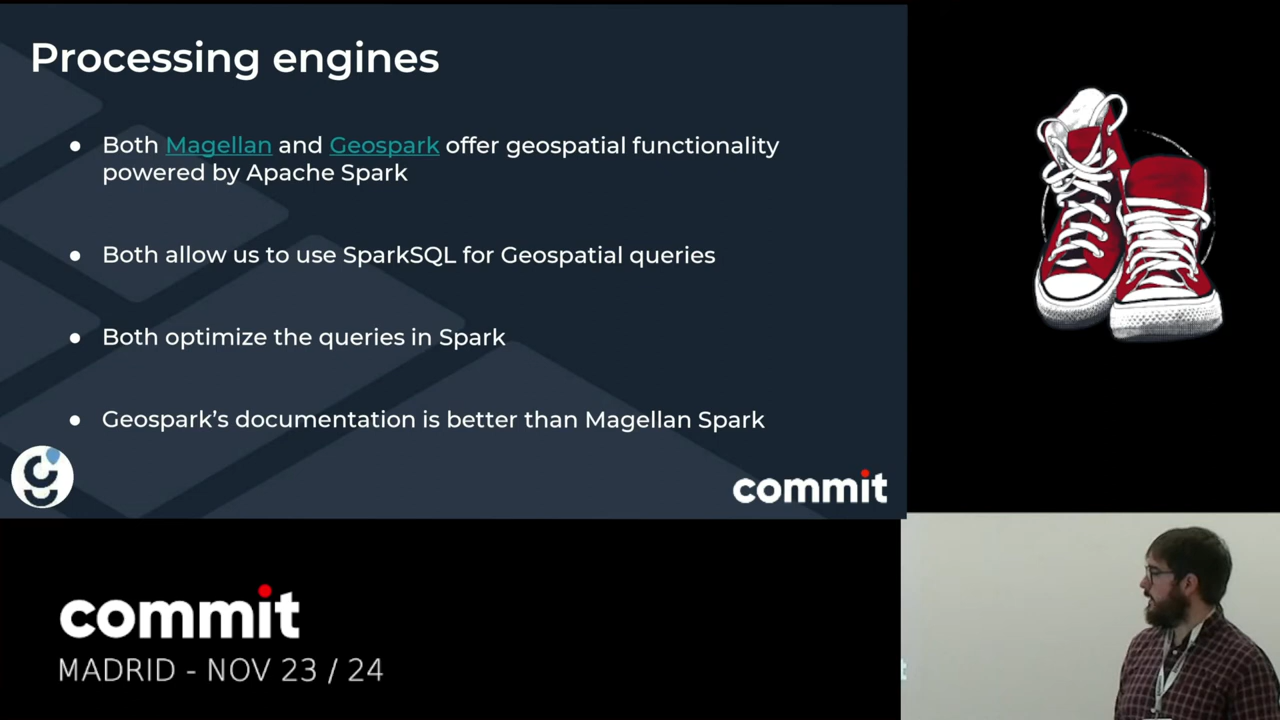 Processing engines
● Both Magellan and Geospark offer geospatial functionality
powered by Apache Spark
● Both allow us to use SparkSQL for Geospatial queries
● Both optimize the queries in Spark
● Geospark’s documentation is better than Magellan Spark
commit
commit
MADRID - NOV 23 / 24